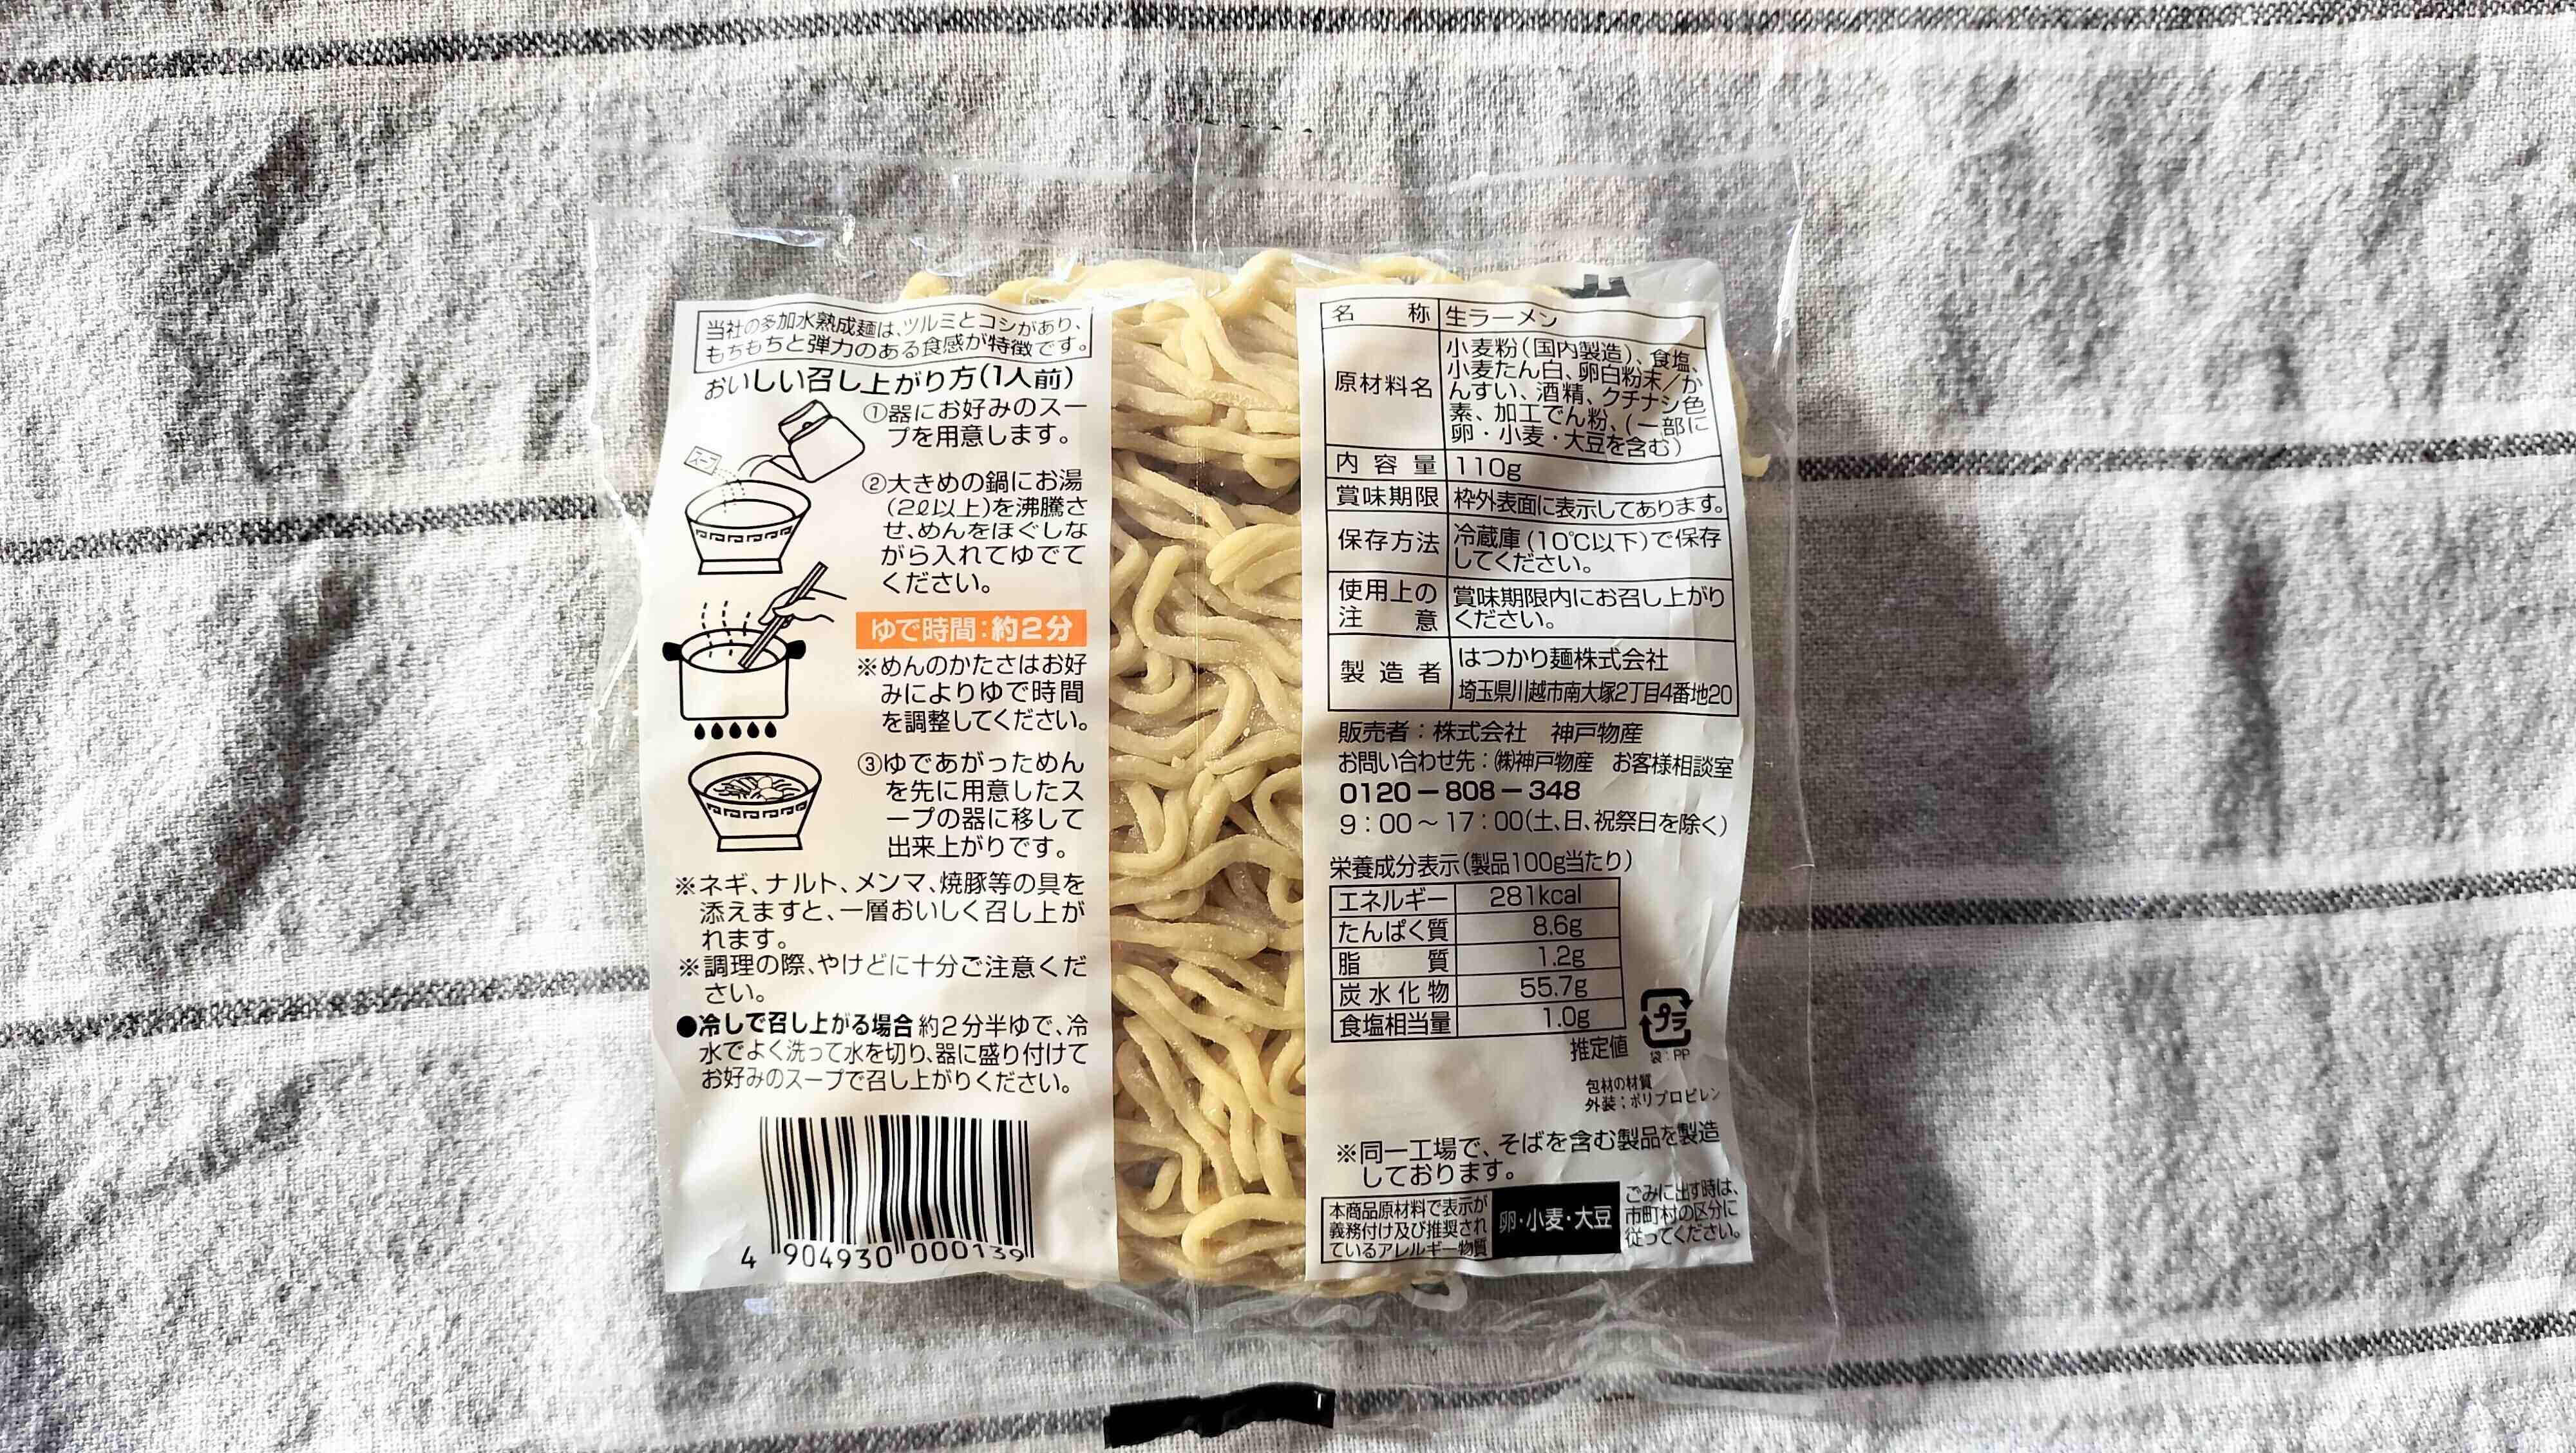 当社の多加水熟成麺は、ツルミとコシがあり、
もちもちと弾力のある食感が特徴です。
おいしい召し上がり方(1人前)
①器にお好みのスー
プを用意します。
スープ
②大きめの鍋にお湯
(2ℓ以上)を沸騰さ
せ、めんをほぐしな
がら入れてゆでて
ください。
ゆで時間:約2分
※めんのかたさはお好
みによりゆで時間
を調整してください。
③ゆであがっためん
を先に用意したス
ープの器に移して
出来上がりです。
※ネギ、ナルト、メンマ、焼豚等の具を
添えますと、一層おいしく召し上が
れます。
※調理の際、やけどに十分ご注意くだ
さい。
●冷しで召し上がる場合 約2分半ゆで、冷
水でよく洗って水を切り、器に盛り付けて
お好みのスープで召し上がりください。
4 904930 000139
名称 生ラーメン
原材料名 小麦粉(国内製造)、食塩、
小麦たん白、卵白粉末/か
んすい、酒精、クチナシ色
素、加工でん粉、(一部に
卵・小麦・大豆を含む)
内容量 110g
賞味期限 枠外表面に表示してあります。
保存方法 冷蔵庫(10℃以下)で保存
してください。
使用上の注意 賞味期限内にお召し上がり
ください。
製造者 はつかり麺株式会社
埼玉県川越市南大塚2丁目4番地20
販売者:株式会社 神戸物産
お問い合わせ先:㈱神戸物産 お客様相談室
0120-808-348
9:00~17:00(土、日、祝祭日を除く)
栄養成分表示(製品100g当たり)
エネルギー 281kcal
たんぱく質 8.6g
脂質 1.2g
炭水化物 55.7g
食塩相当量 1.0g
推定値
プラ
袋:PP
包材の材質
外装:ポリプロピレン
※同一工場で、そばを含む製品を製造
しております。
本商品原材料で表示が
義務付け及び推奨され
ているアレルギー物質
卵・小麦・大豆
ごみに出す時は、
市町村の区分に
従ってください。